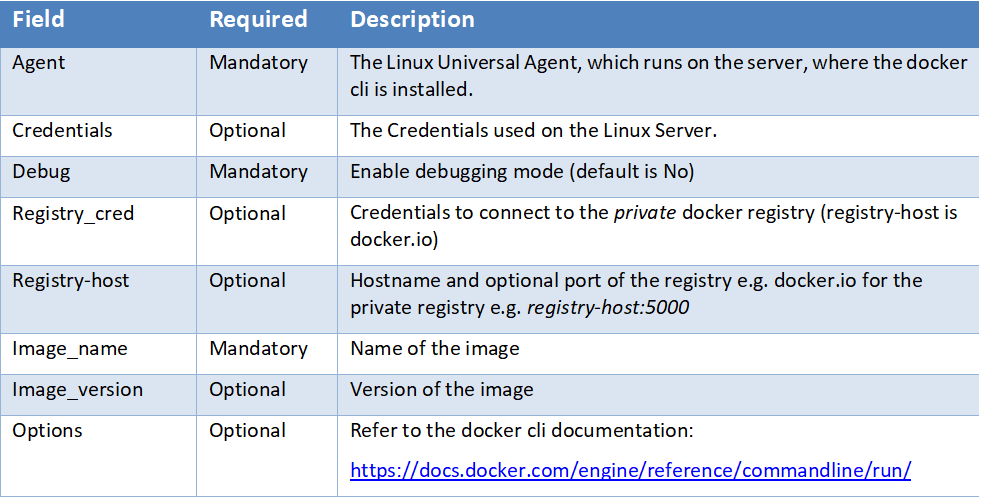 Field Required Description
Agent Mandatory The Linux Universal Agent, which runs on the server, where the docker
cli is installed.
Credentials Optional The Credentials used on the Linux Server.
Debug Mandatory Enable debugging mode (default is No)
Registry_cred Optional Credentials to connect to the private docker registry (registry-host is
docker.io)
Registry-host Optional Hostname and optional port of the registry e.g. docker.io for the
private registry e.g. registry-host:5000
Image_name Mandatory Name of the image
Image_version Optional Version of the image
Options Optional Refer to the docker cli documentation:
https://docs.docker.com/engine/reference/commandline/run/